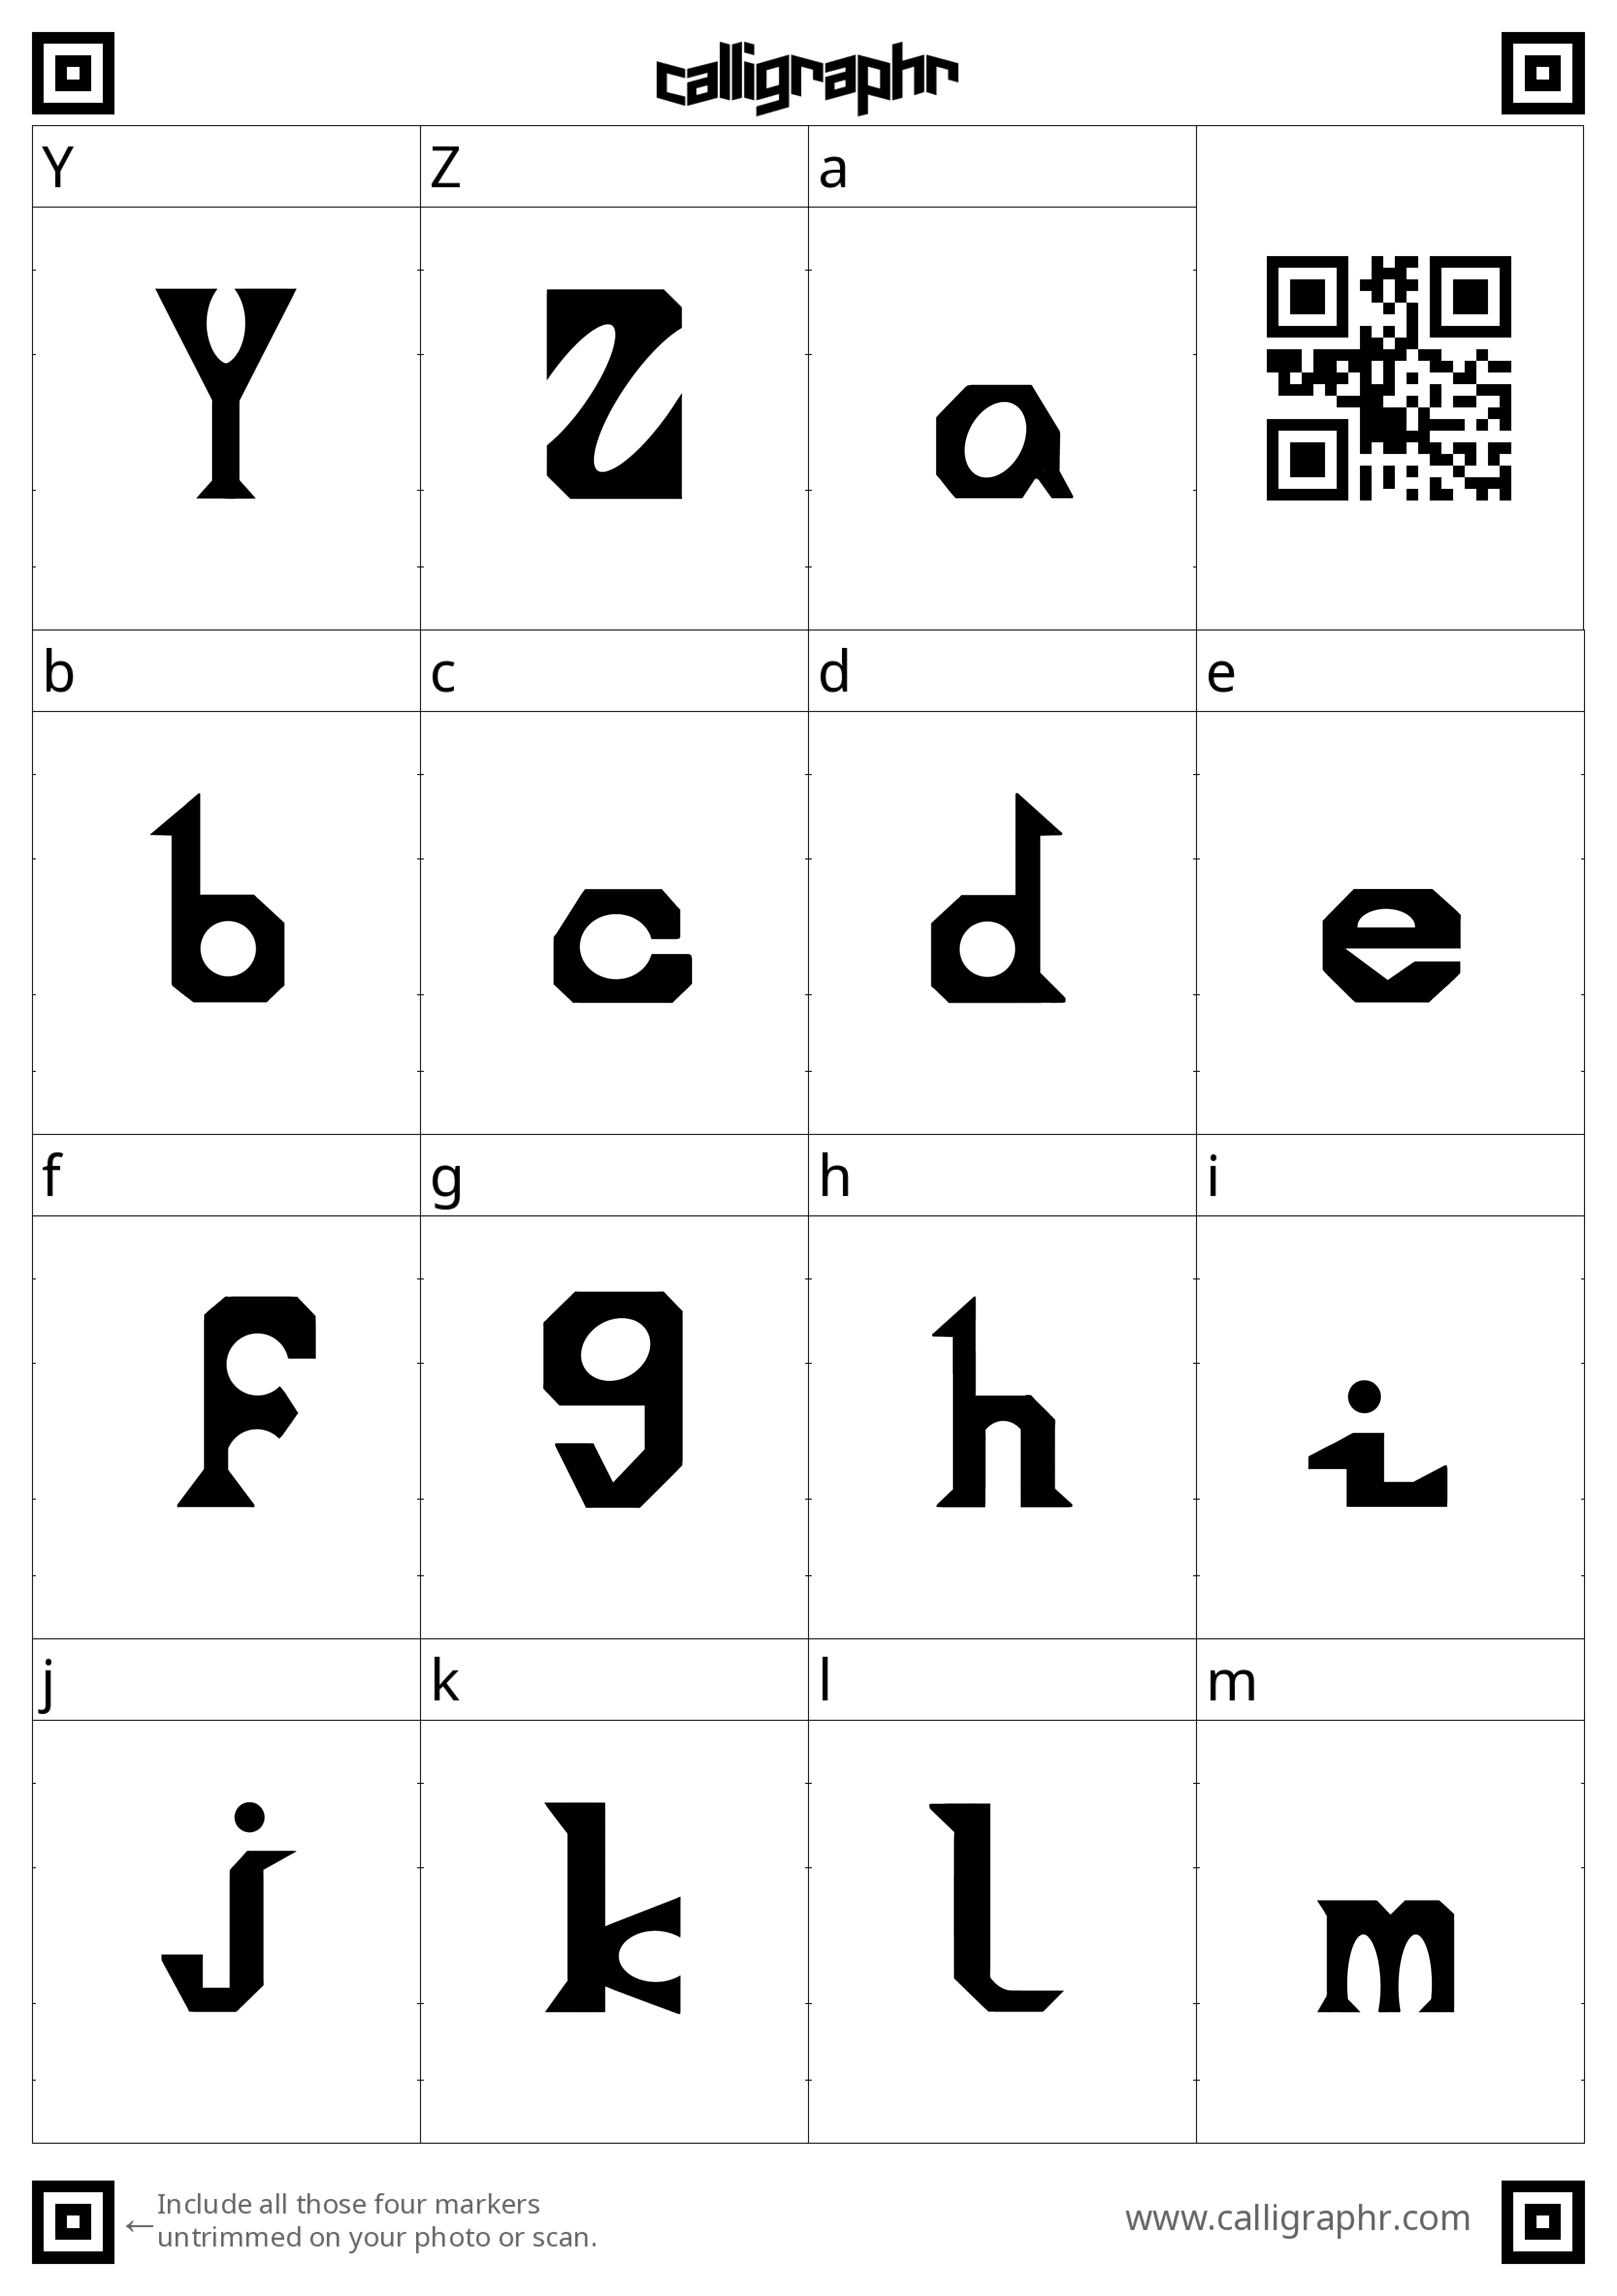 calligraphr
Y Z a
Y Z a
b c d e
b c d e
f g h i
f g h i
j k l m
j k l m
←Include all those four markers
untrimmed on your photo or scan.
www.calligraphr.com